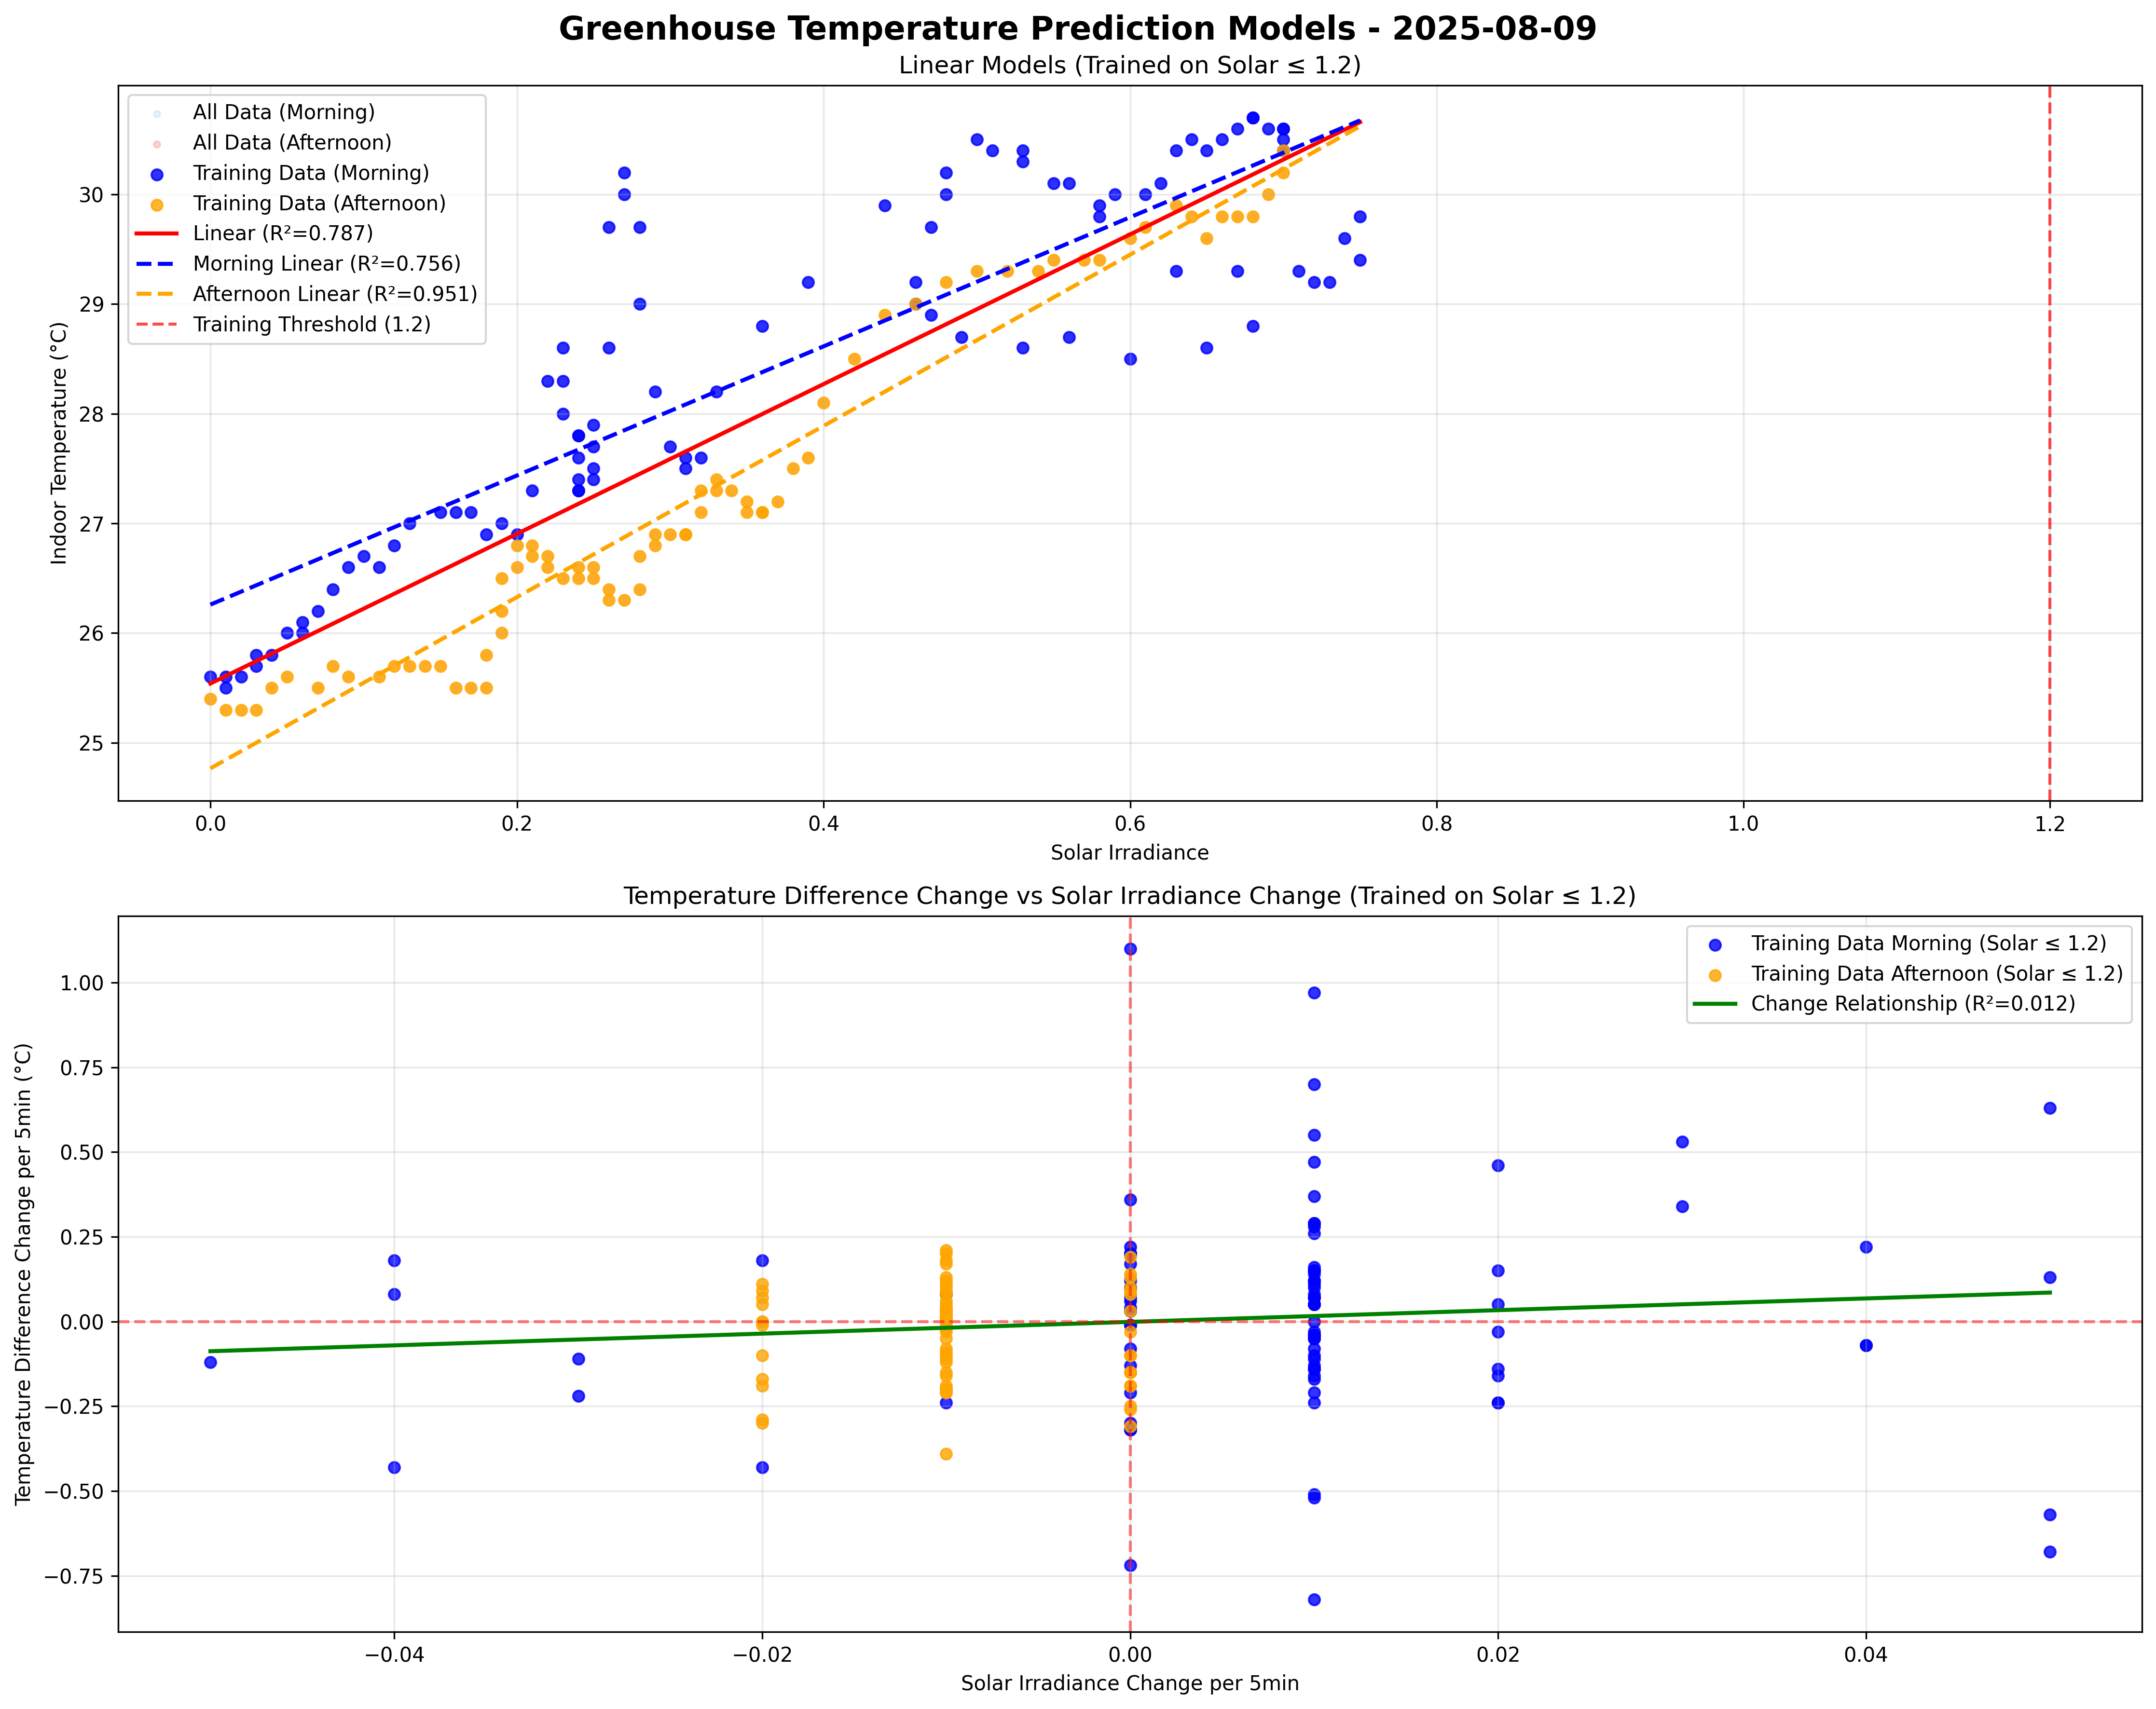 Greenhouse Temperature Prediction Models - 2025-08-09
Linear Models (Trained on Solar ≤ 1.2)
All Data (Morning)
All Data (Afternoon)
Training Data (Morning)
Training Data (Afternoon)
Linear (R²=0.787)
Morning Linear (R²=0.756)
Afternoon Linear (R²=0.951)
Training Threshold (1.2)
Indoor Temperature (°C)
30
29
28
27
26
25
0.0 0.2 0.4 0.6 0.8 1.0 1.2
Solar Irradiance
Temperature Difference Change vs Solar Irradiance Change (Trained on Solar ≤ 1.2)
Training Data Morning (Solar ≤ 1.2)
Training Data Afternoon (Solar ≤ 1.2)
Change Relationship (R²=0.012)
Temperature Difference Change per 5min (°C)
1.00
0.75
0.50
0.25
0.00
−0.25
−0.50
−0.75
−0.04 −0.02 0.00 0.02 0.04
Solar Irradiance Change per 5min